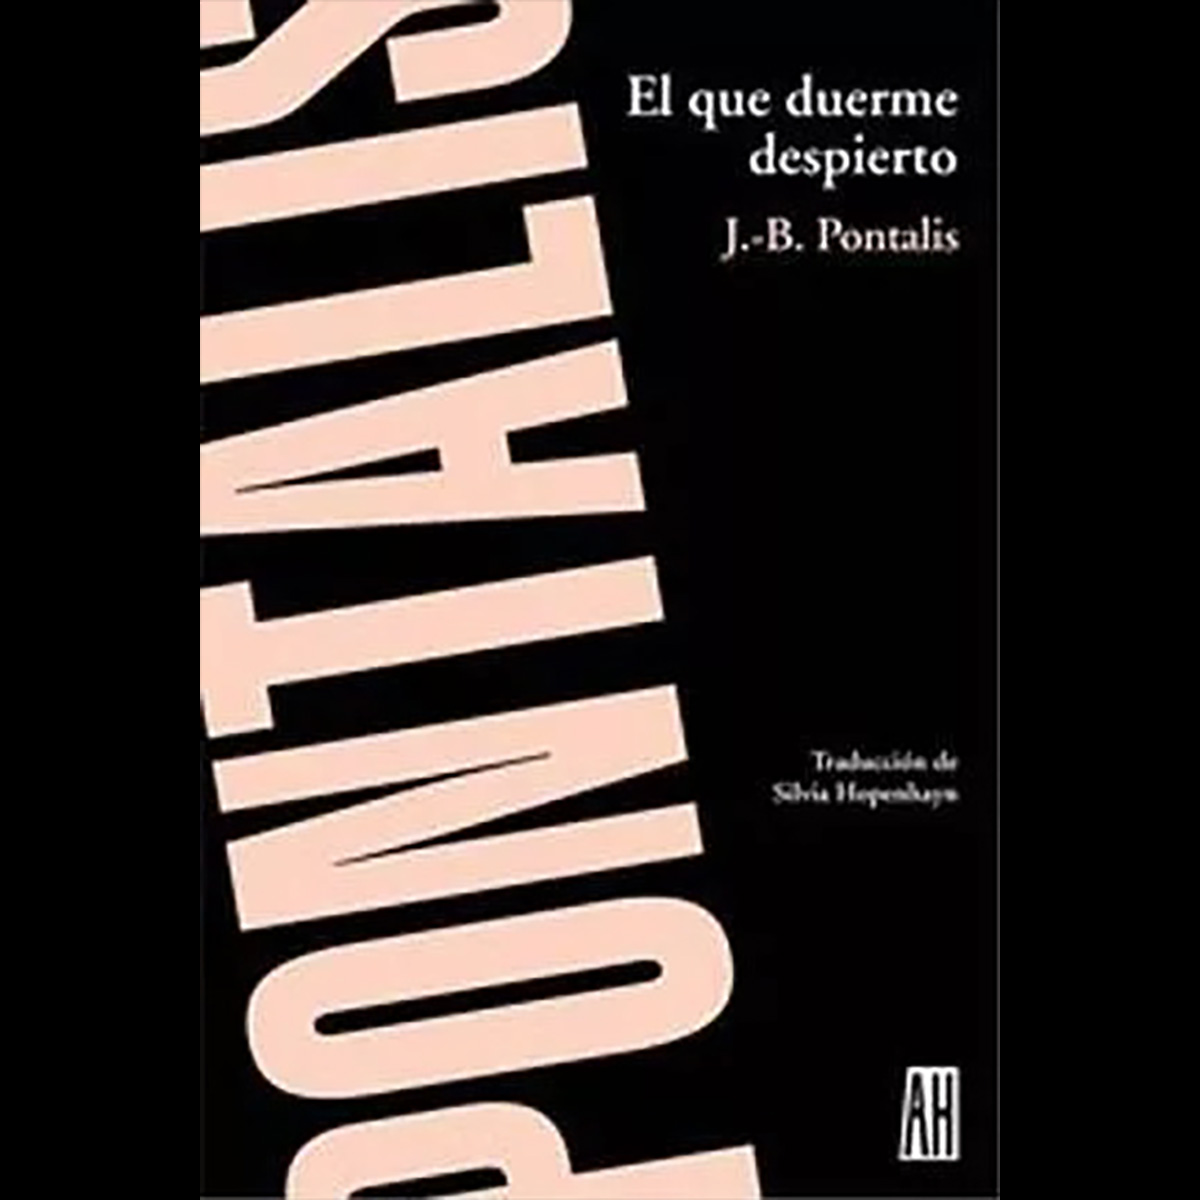 El que duerme
despierto
J.-B. Pontalis
PONTALIS
Traducción de
Silvia Hopenhayn
AH